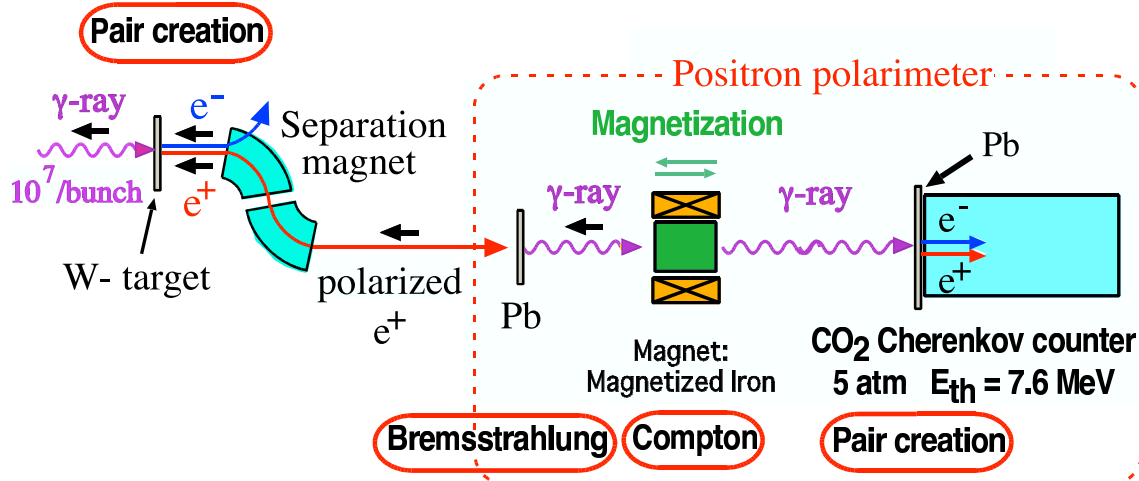 Pair creation
Positron polarimeter
γ-ray
e-
Separation
magnet
Magnetization
Pb
10^7/bunch
e+
γ-ray
γ-ray
e-
e+
W- target
polarized
e+
Pb
Magnet:
Magnetized Iron
CO2 Cherenkov counter
5 atm Eth = 7.6 MeV
Bremsstrahlung
Compton
Pair creation